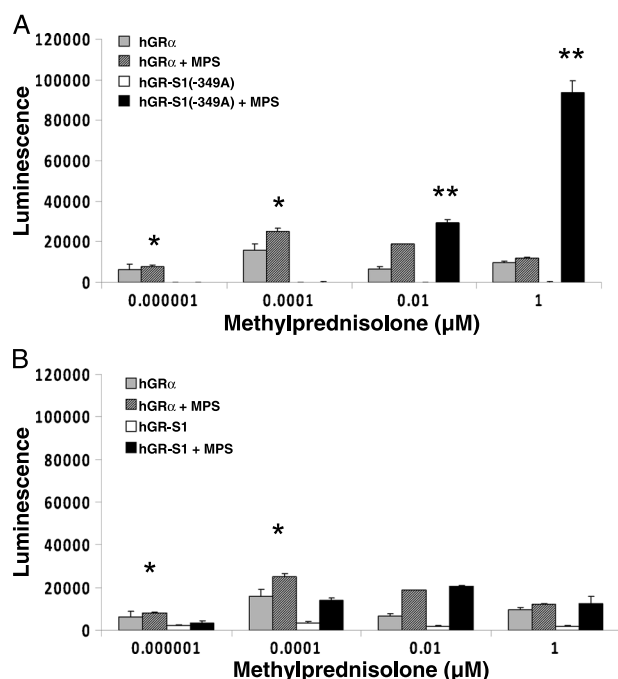 A
hGRα
hGRα + MPS
hGR-S1(-349A)
hGR-S1(-349A) + MPS
120000
100000
80000
60000
40000
20000
0
Luminescence
*
*
**
**
0.000001 0.0001 0.01 1
Methylprednisolone (µM)
B
hGRα
hGRα + MPS
hGR-S1
hGR-S1 + MPS
120000
100000
80000
60000
40000
20000
0
Luminescence
*
*
0.000001 0.0001 0.01 1
Methylprednisolone (µM)